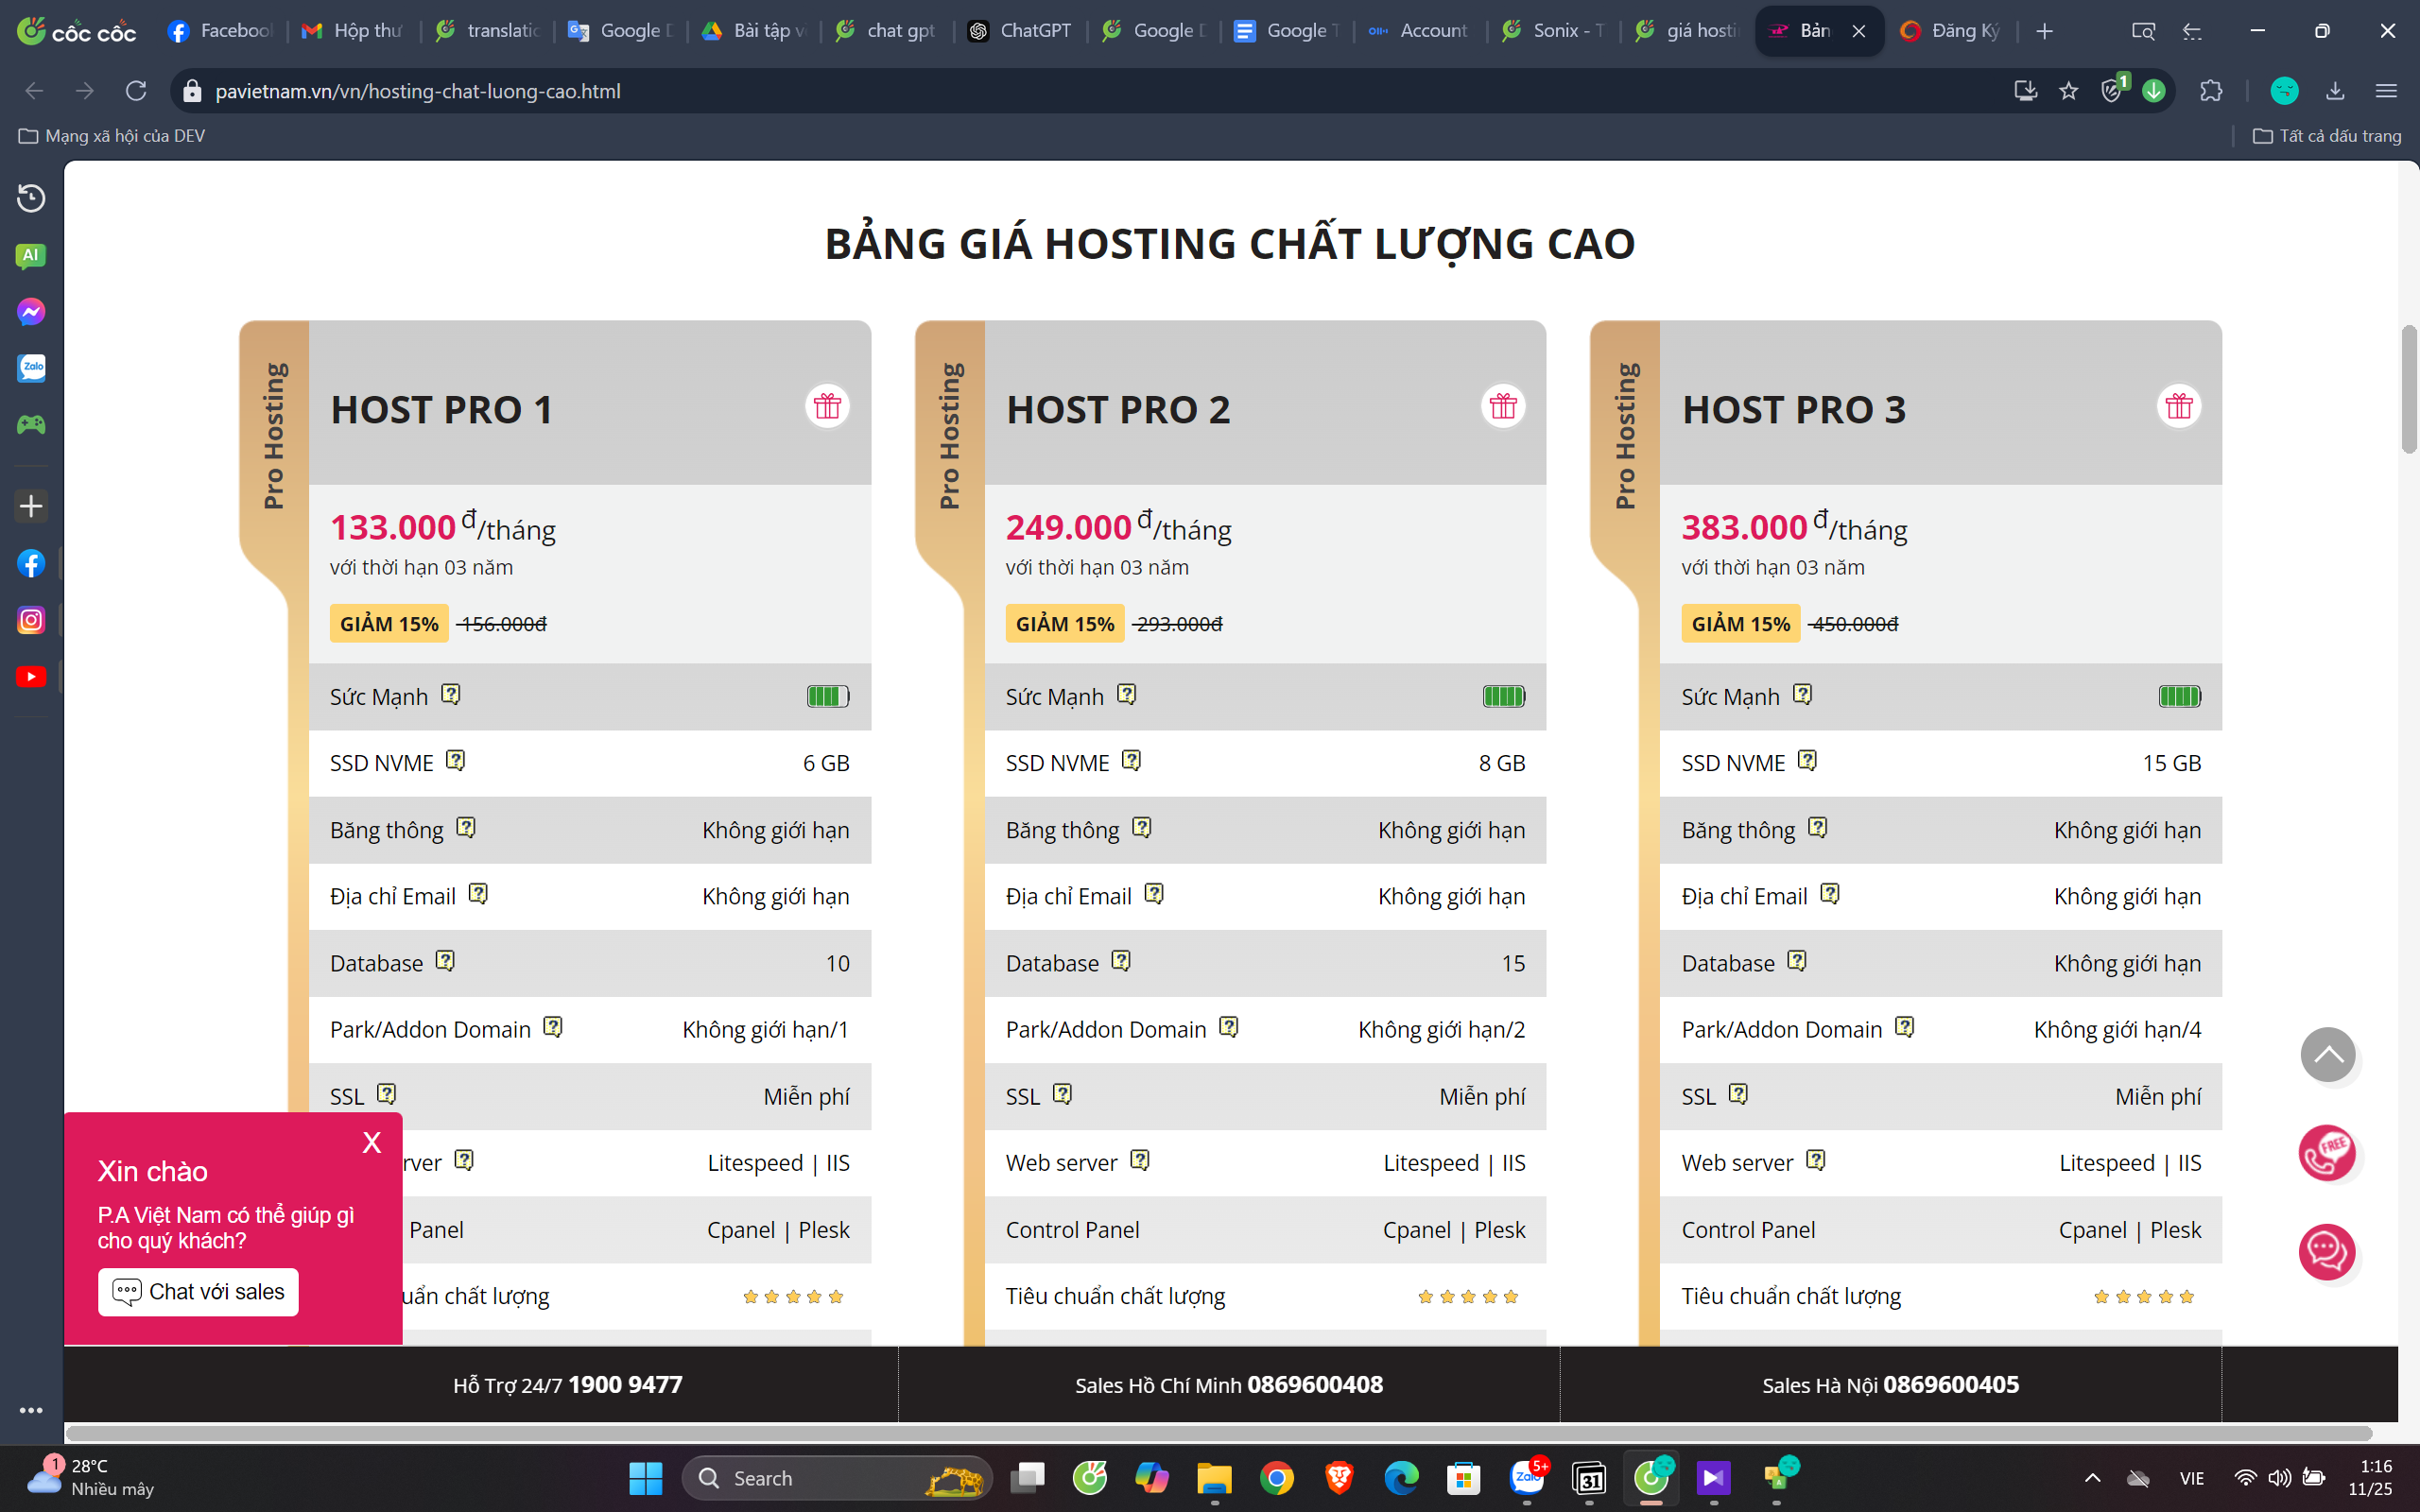 cốc cốc
Facebool
Hộp thư
translatic
Google D
Bài tập v
chat gpt
ChatGPT
Google D
Google T
Account
Sonix - T
giá hosti
Bản
Đăng Ký
pavietnam.vn/vn/hosting-chat-luong-cao.html
1
Mạng xã hội của DEV
Tất cả dấu trang
AI
Zalo
BẢNG GIÁ HOSTING CHẤT LƯỢNG CAO
Pro Hosting
HOST PRO 1
133.000 đ/tháng
với thời hạn 03 năm
GIẢM 15% 156.000đ
Sức Mạnh
SSD NVME 6 GB
Băng thông Không giới hạn
Địa chỉ Email Không giới hạn
Database 10
Park/Addon Domain Không giới hạn/1
SSL Miễn phí
rver Litespeed | IIS
Panel Cpanel | Plesk
uẩn chất lượng
Pro Hosting
HOST PRO 2
249.000 đ/tháng
với thời hạn 03 năm
GIẢM 15% 293.000đ
Sức Mạnh
SSD NVME 8 GB
Băng thông Không giới hạn
Địa chỉ Email Không giới hạn
Database 15
Park/Addon Domain Không giới hạn/2
SSL Miễn phí
Web server Litespeed | IIS
Control Panel Cpanel | Plesk
Tiêu chuẩn chất lượng
Pro Hosting
HOST PRO 3
383.000 đ/tháng
với thời hạn 03 năm
GIẢM 15% 450.000đ
Sức Mạnh
SSD NVME 15 GB
Băng thông Không giới hạn
Địa chỉ Email Không giới hạn
Database Không giới hạn
Park/Addon Domain Không giới hạn/4
SSL Miễn phí
Web server Litespeed | IIS
Control Panel Cpanel | Plesk
Tiêu chuẩn chất lượng
FREE
X
Xin chào
P.A Việt Nam có thể giúp gì
cho quý khách?
Chat với sales
Hỗ Trợ 24/7 1900 9477
Sales Hồ Chí Minh 0869600408
Sales Hà Nội 0869600405
1
28°C
Nhiều mây
Search
Zalo
5+
31
VIE
1:16
11/25